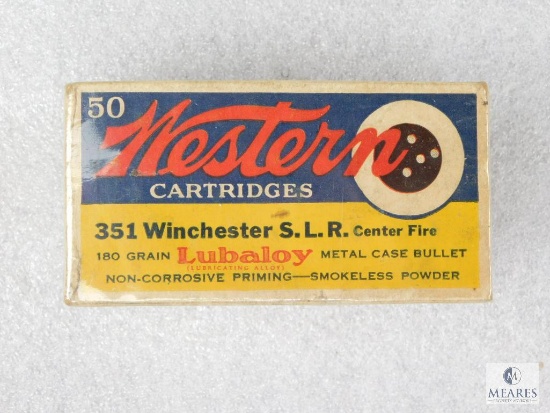 50
Western
CARTRIDGES
351 Winchester S.L.R. Center Fire
180 GRAIN Lubaloy METAL CASE BULLET
(LUBRICATING ALLOY)
NON-CORROSIVE PRIMING—SMOKELESS POWDER
M
MEARES